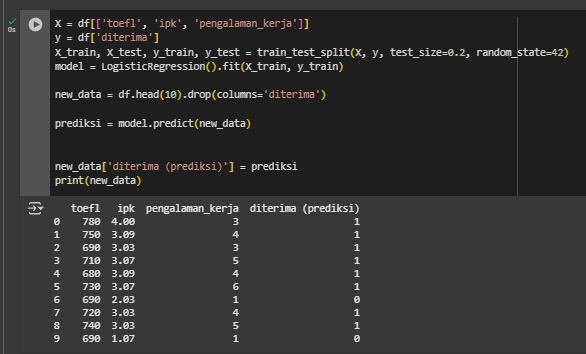 X = df[['toefl', 'ipk', 'pengalaman_kerja']]
y = df['diterima']
0s
X_train, X_test, y_train, y_test = train_test_split(X, y, test_size=0.2, random_state=42)
model = LogisticRegression().fit(X_train, y_train)
new_data = df.head(10).drop(columns='diterima')
prediksi = model.predict(new_data)
new_data['diterima (prediksi)'] = prediksi
print(new_data)
toefl ipk pengalaman_kerja diterima (prediksi)
0 780 4.00 3 1
1 750 3.09 4 1
2 690 3.03 3 1
3 710 3.07 5 1
4 680 3.09 4 1
5 730 3.07 6 1
6 690 2.03 1 0
7 720 3.03 4 1
8 740 3.03 5 1
9 690 1.07 1 0